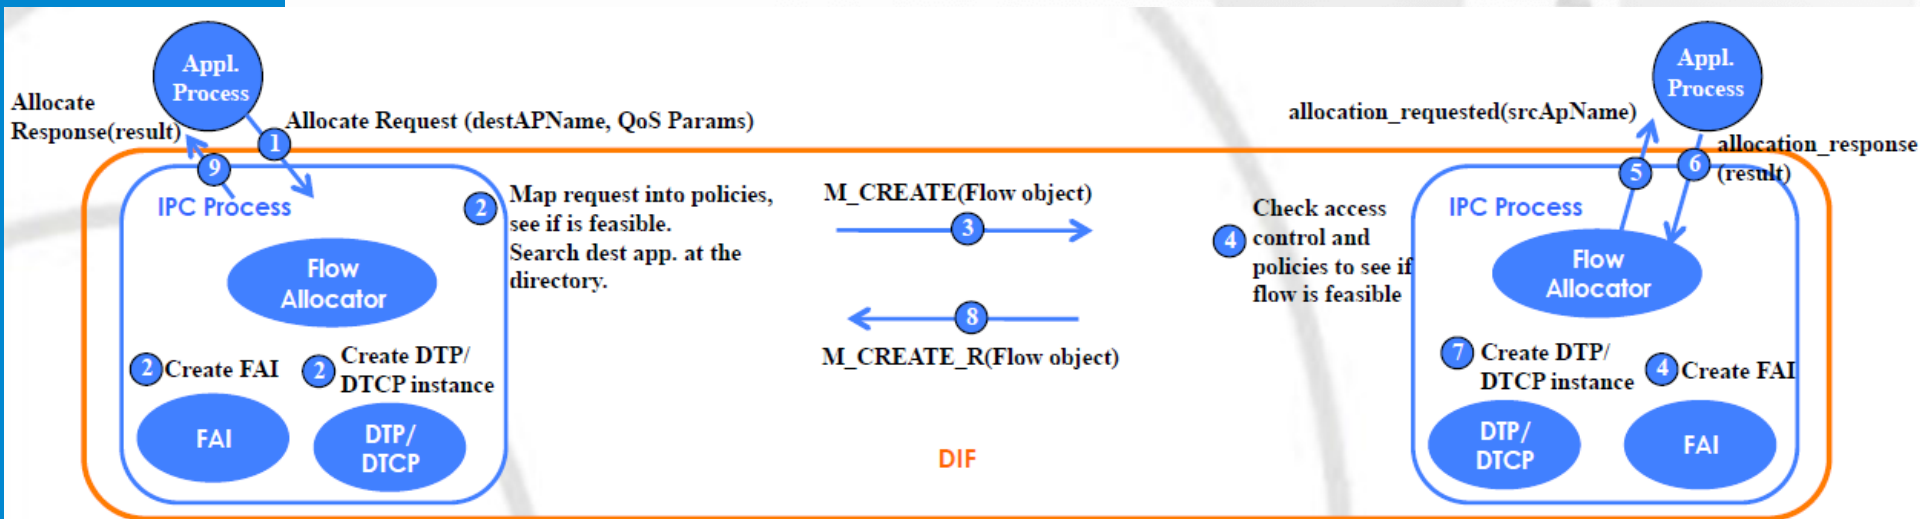 Appl.
Process
Allocate
Response(result)
1
Allocate Request (destAPName, QoS Params)
9
IPC Process
2
Map request into policies,
see if is feasible.
Search dest app. at the
directory.
Flow
Allocator
2
Create FAI
2
Create DTP/
DTCP instance
FAI
DTP/
DTCP
M_CREATE(Flow object)
3
8
M_CREATE_R(Flow object)
DIF
4
Check access
control and
policies to see if
flow is feasible
Appl.
Process
allocation_requested(srcApName)
5
6
allocation_response
(result)
IPC Process
Flow
Allocator
7
Create DTP/
DTCP instance
4
Create FAI
DTP/
DTCP
FAI